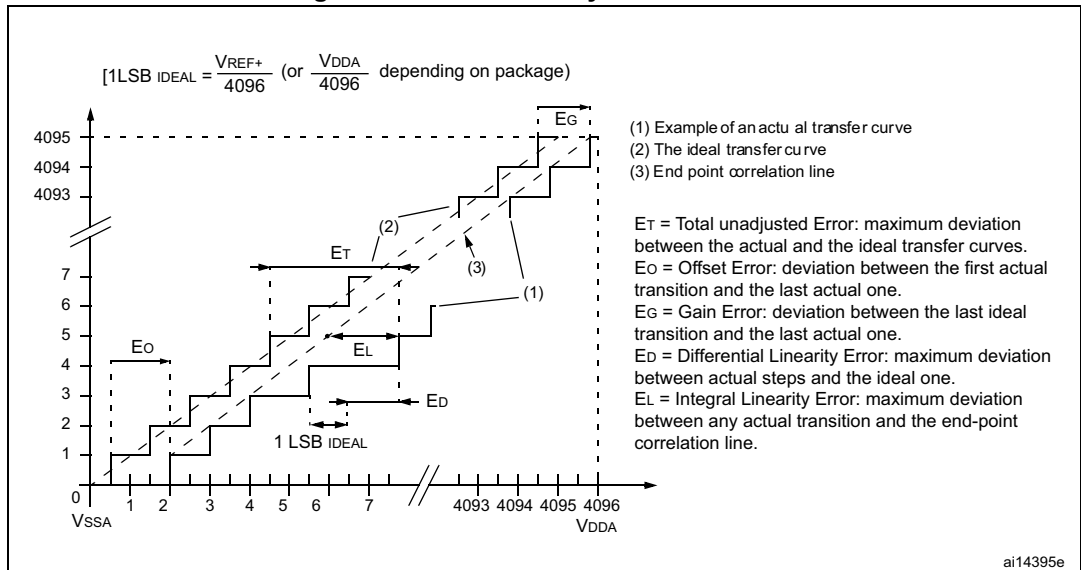 [1LSB IDEAL = VREF+ / 4096 (or VDDA / 4096 depending on package)
EG
4095
4094
4093
7
6
5
4
3
2
1
0
(1) Example of an actu al transfer curve
(2) The ideal transfer cu rve
(3) End point correlation line
(2)
ET
(3)
(1)
EO
EL
ED
1 LSB IDEAL
1 2 3 4 5 6 7 4093 4094 4095 4096
VSSA
VDDA
ET = Total unadjusted Error: maximum deviation
between the actual and the ideal transfer curves.
EO = Offset Error: deviation between the first actual
transition and the last actual one.
EG = Gain Error: deviation between the last ideal
transition and the last actual one.
ED = Differential Linearity Error: maximum deviation
between actual steps and the ideal one.
EL = Integral Linearity Error: maximum deviation
between any actual transition and the end-point
correlation line.
ai14395e